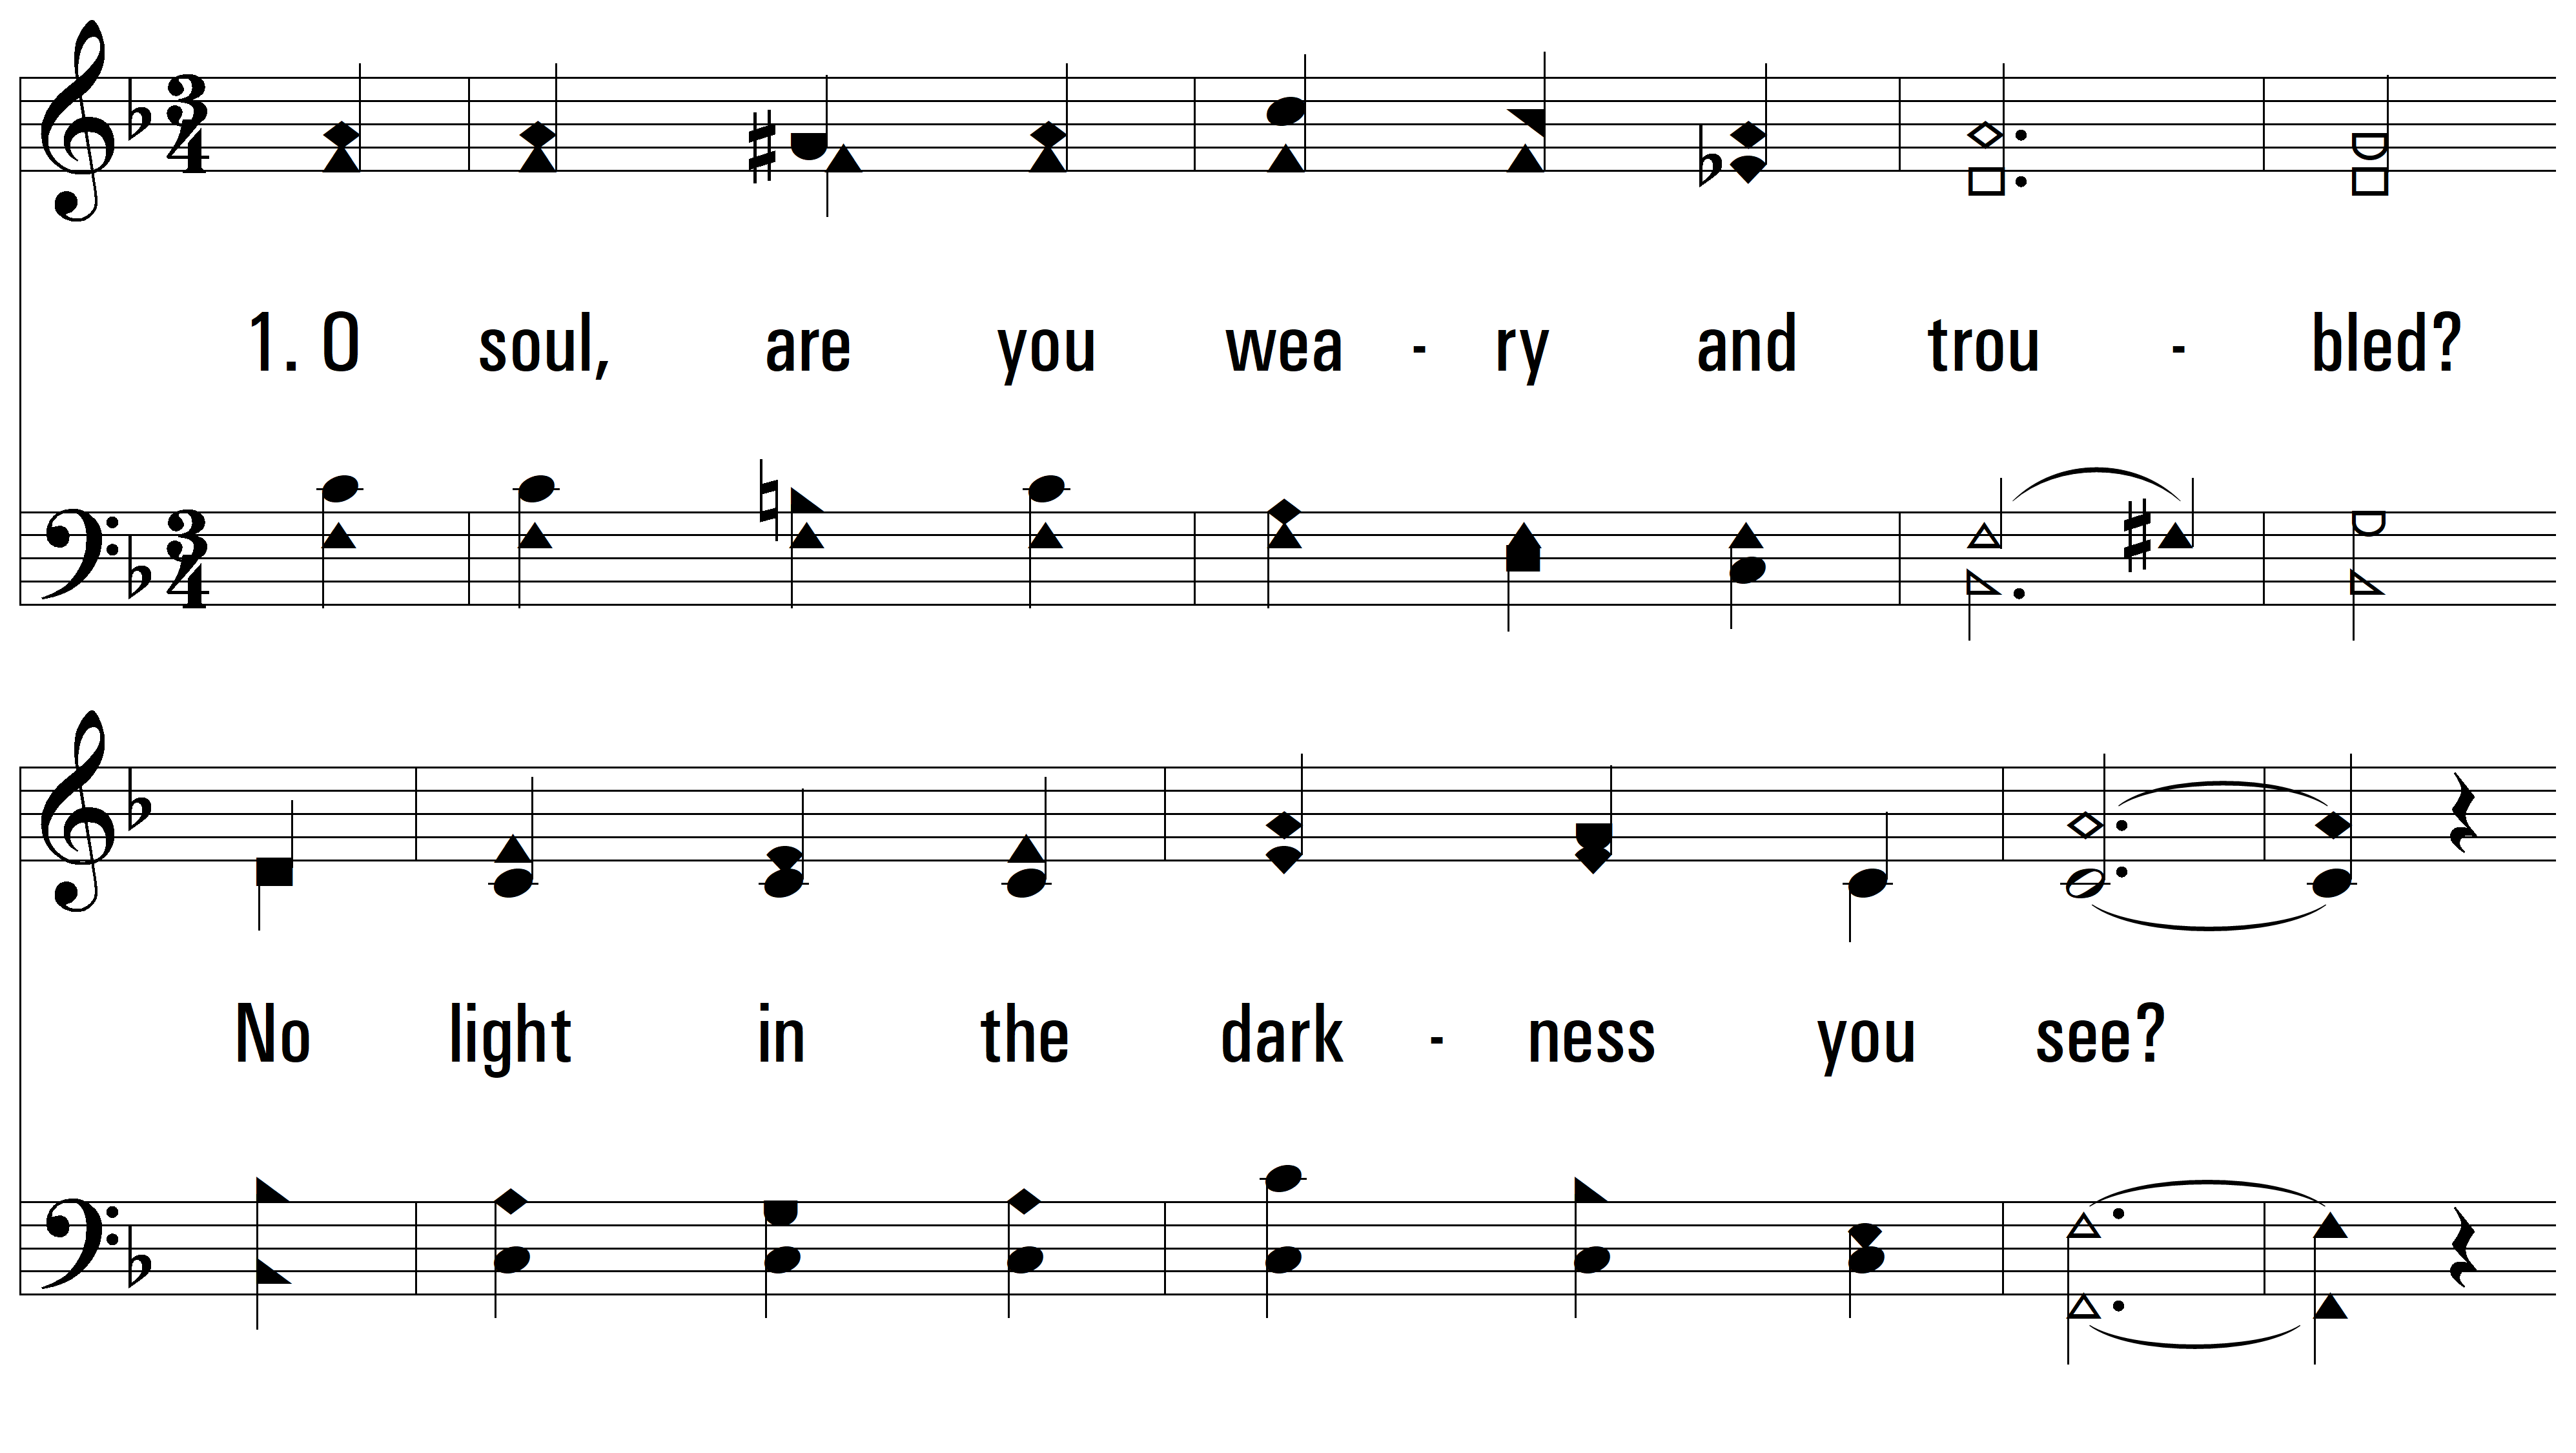 1. O soul, are you wea - ry and trou - bled?
No light in the dark - ness you see?